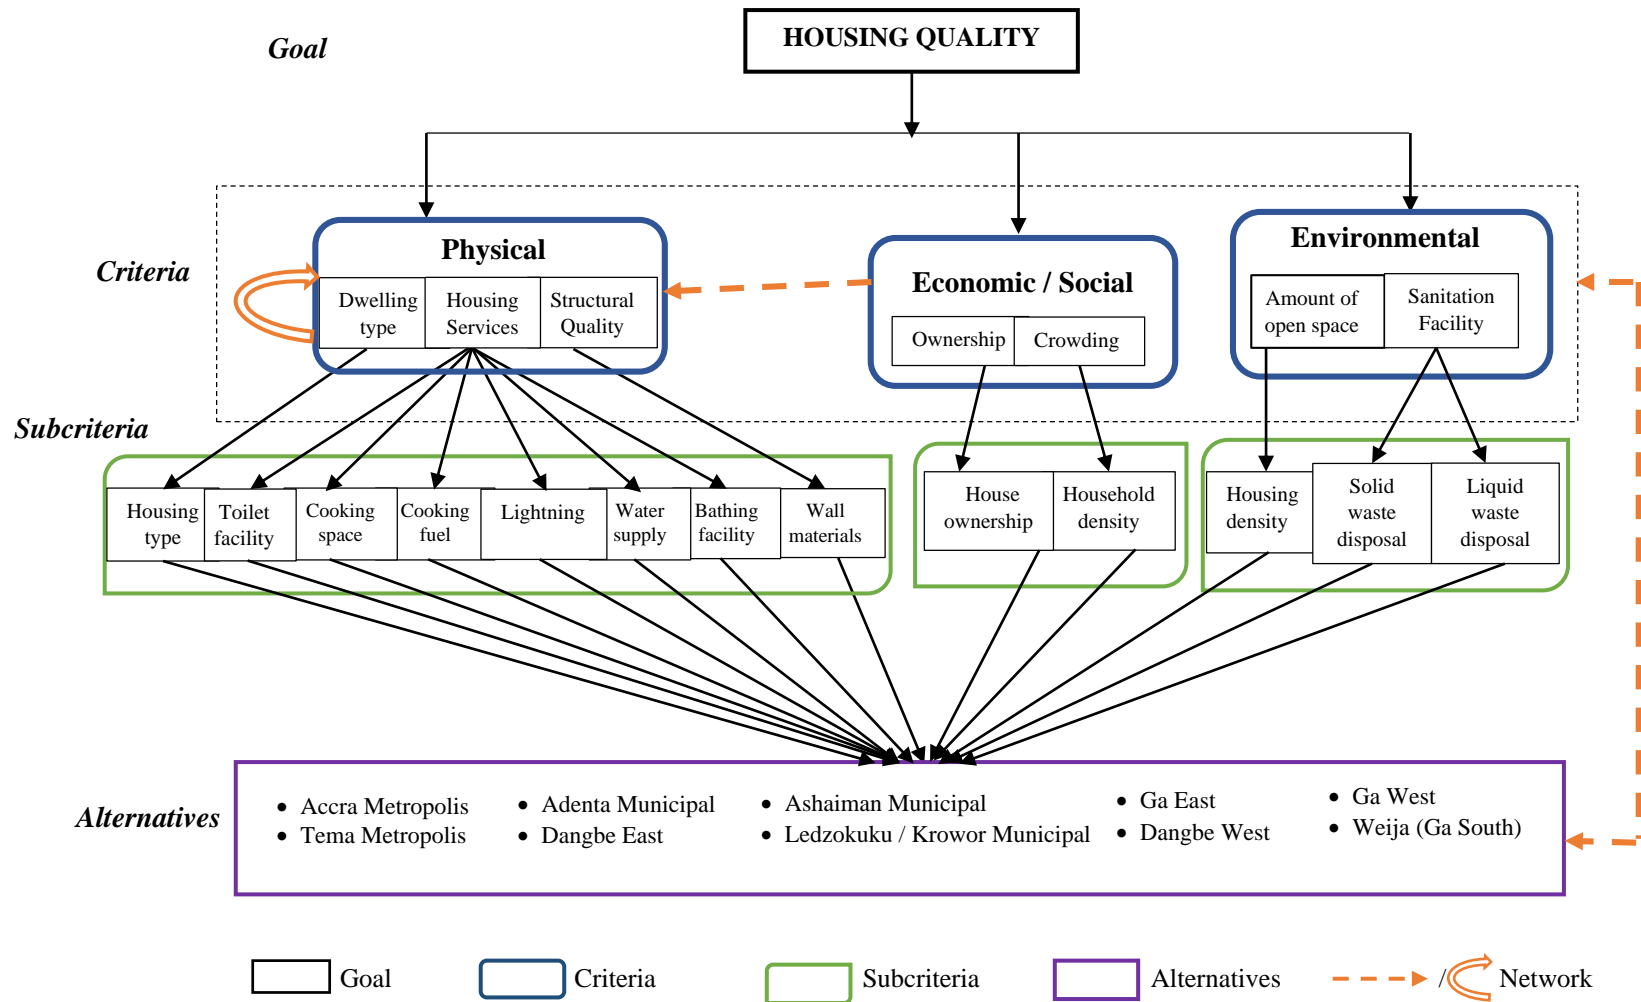 Goal
HOUSING QUALITY
Criteria
Physical
Dwelling
type
Housing
Services
Structural
Quality
Economic / Social
Ownership
Crowding
Environmental
Amount of
open space
Sanitation
Facility
Subcriteria
Housing
type
Toilet
facility
Cooking
space
Cooking
fuel
Lightning
Water
supply
Bathing
facility
Wall
materials
House
ownership
Household
density
Housing
density
Solid
waste
disposal
Liquid
waste
disposal
Alternatives
• Accra Metropolis
• Tema Metropolis
• Adenta Municipal
• Dangbe East
• Ashaiman Municipal
• Ledzokuku / Krowor Municipal
• Ga East
• Dangbe West
• Ga West
• Weija (Ga South)
Goal
Criteria
Subcriteria
Alternatives
/
Network